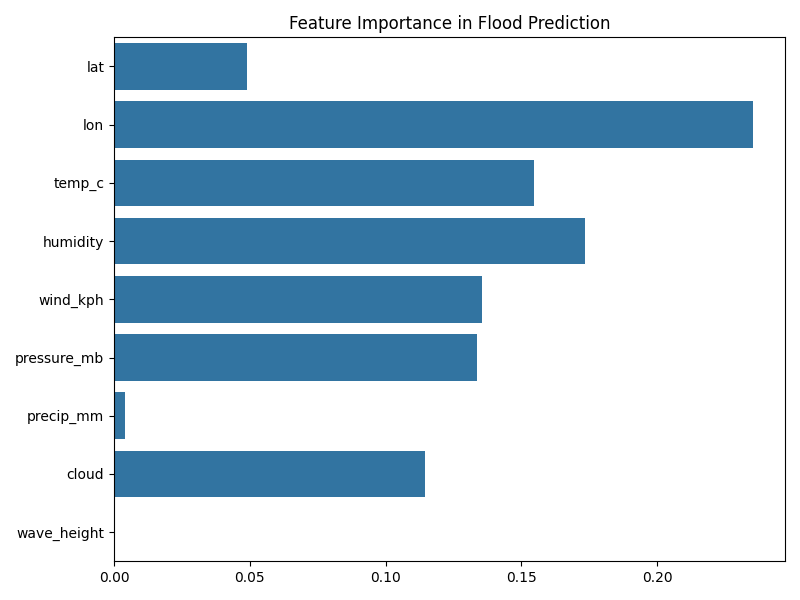 Feature Importance in Flood Prediction
lat
lon
temp_c
humidity
wind_kph
pressure_mb
precip_mm
cloud
wave_height
0.00 0.05 0.10 0.15 0.20